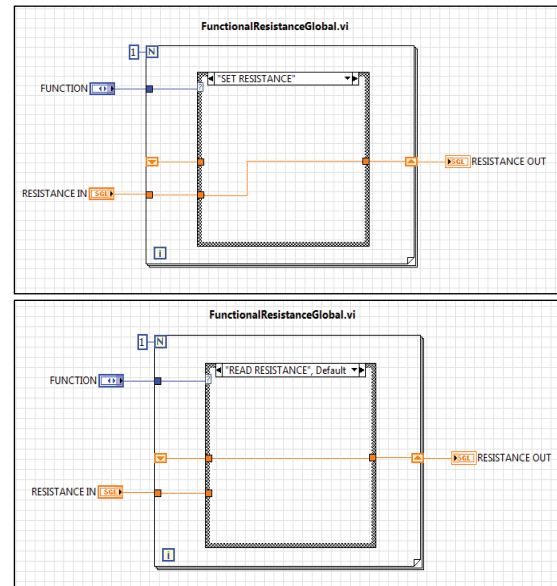 FunctionalResistanceGlobal.vi
1 N
FUNCTION
"SET RESISTANCE"
?
SGL RESISTANCE OUT
RESISTANCE IN SGL
i
FunctionalResistanceGlobal.vi
1 N
"READ RESISTANCE", Default
FUNCTION
?
SGL RESISTANCE OUT
RESISTANCE IN SGL
i